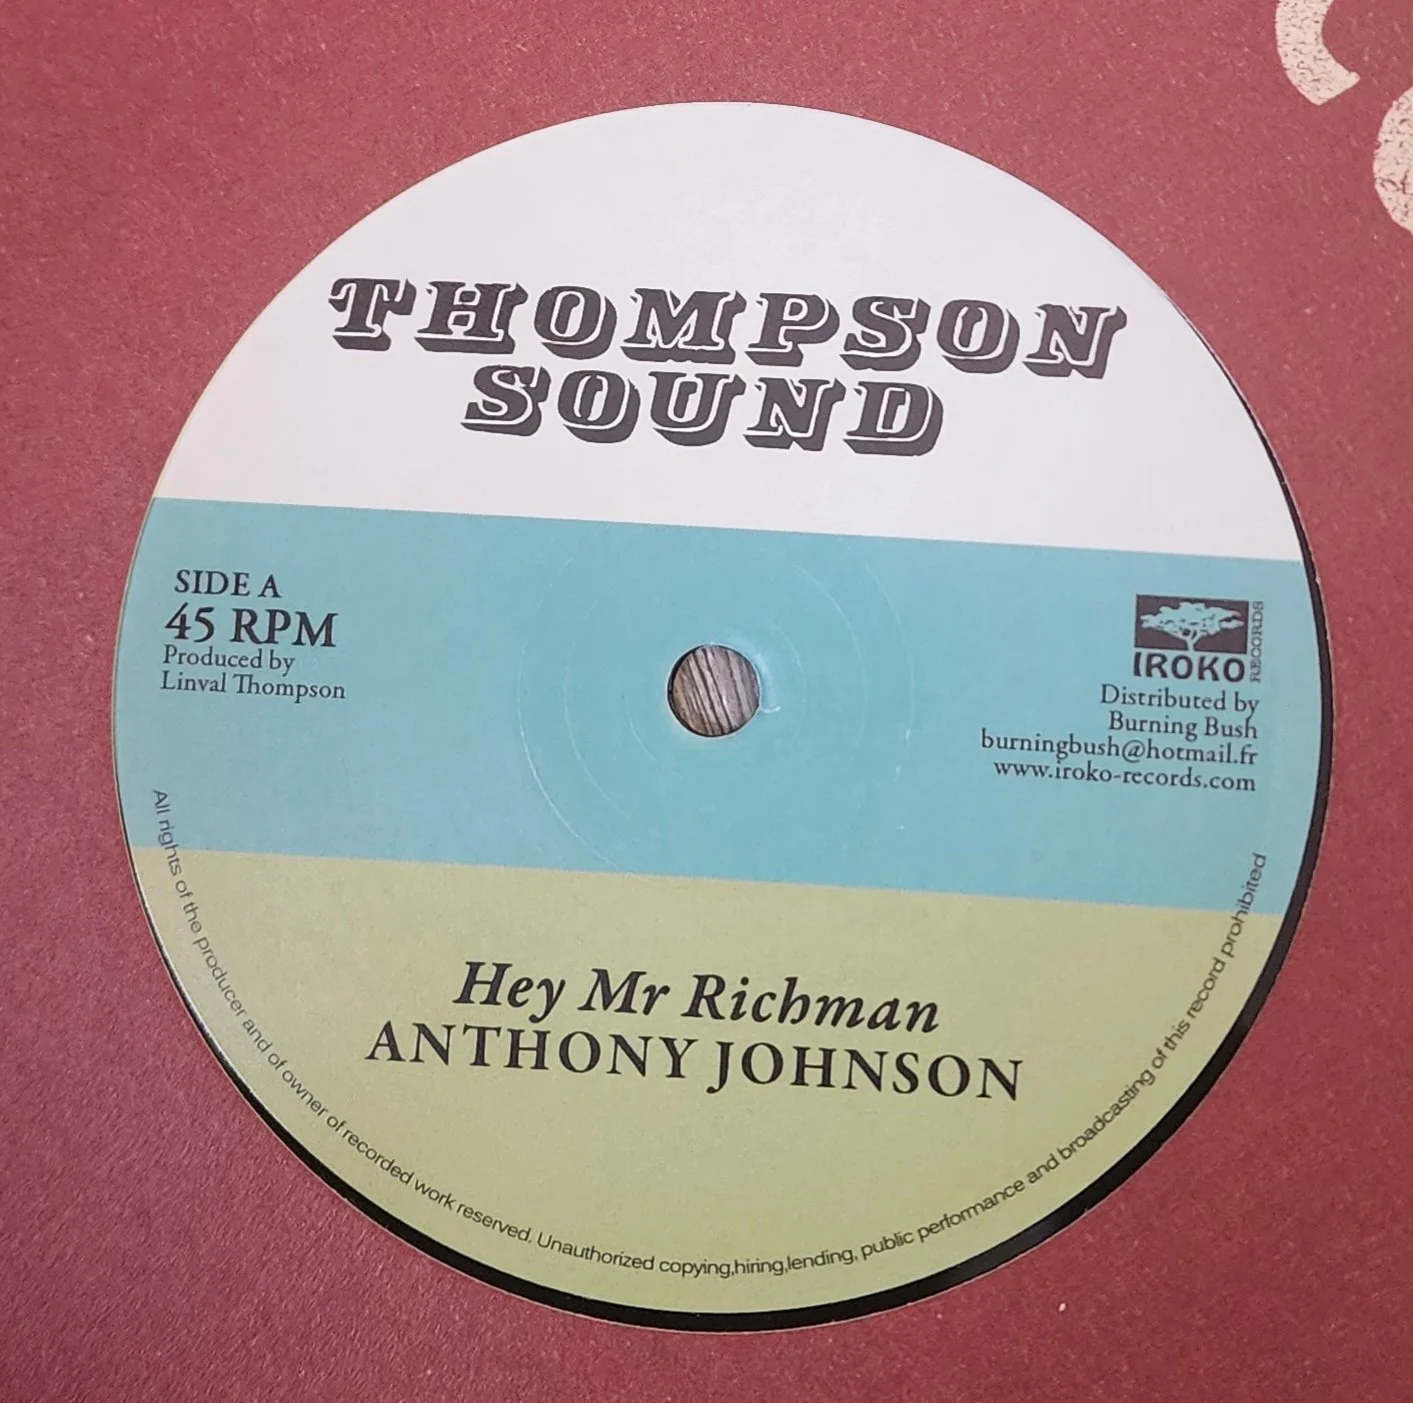 THOMPSON
SOUND
SIDE A
45 RPM
Produced by
Linval Thompson
IROKO
RECORDS
Distributed by
Burning Bush
burningbush@hotmail.fr
www.iroko-records.com
Hey Mr Richman
ANTHONY JOHNSON
All rights of the producer and of owner of recorded work reserved. Unauthorized copying,hiring,lending, public performance and broadcasting of this record prohibited